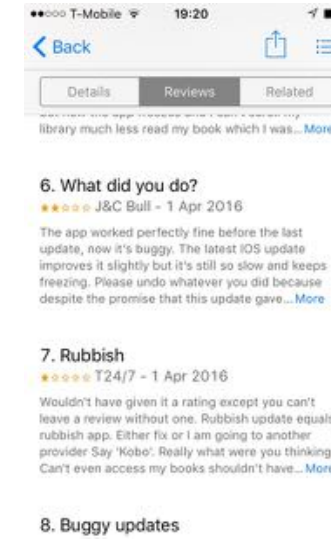 T-Mobile 19:20
Back
Details Reviews Related
library much less read my book which I was... More
6. What did you do?
J&C Bull - 1 Apr 2016
The app worked perfectly fine before the last
update, now it's buggy. The latest IOS update
improves it slightly but it's still so slow and keeps
freezing. Please undo whatever you did because
despite the promise that this update gave... More
7. Rubbish
T24/7 - 1 Apr 2016
Wouldn't have given it a rating except you can't
leave a review without one. Rubbish update equals
rubbish app. Either fix or I am going to another
provider Say 'Kobo'. Really what were you thinking
Can't even access my books shouldn't have... More
8. Buggy updates